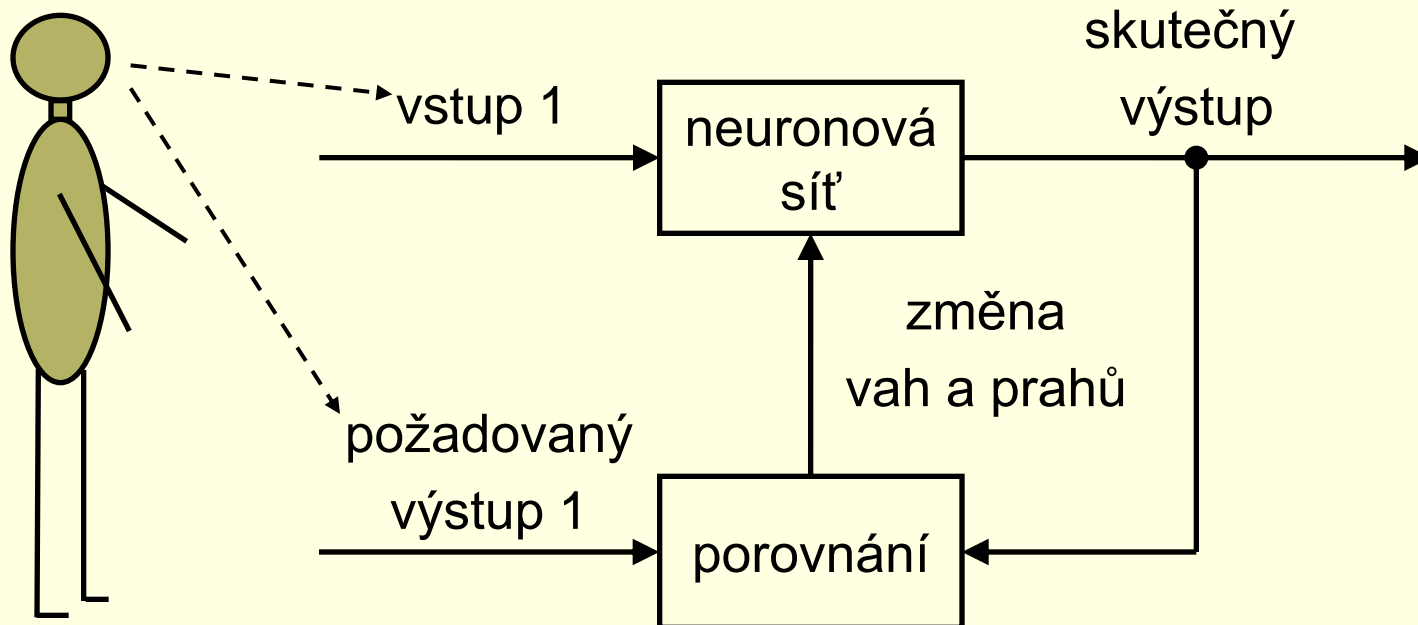 skutečný
výstup
vstup 1
neuronová
síť
změna
vah a prahů
požadovaný
výstup 1
porovnání